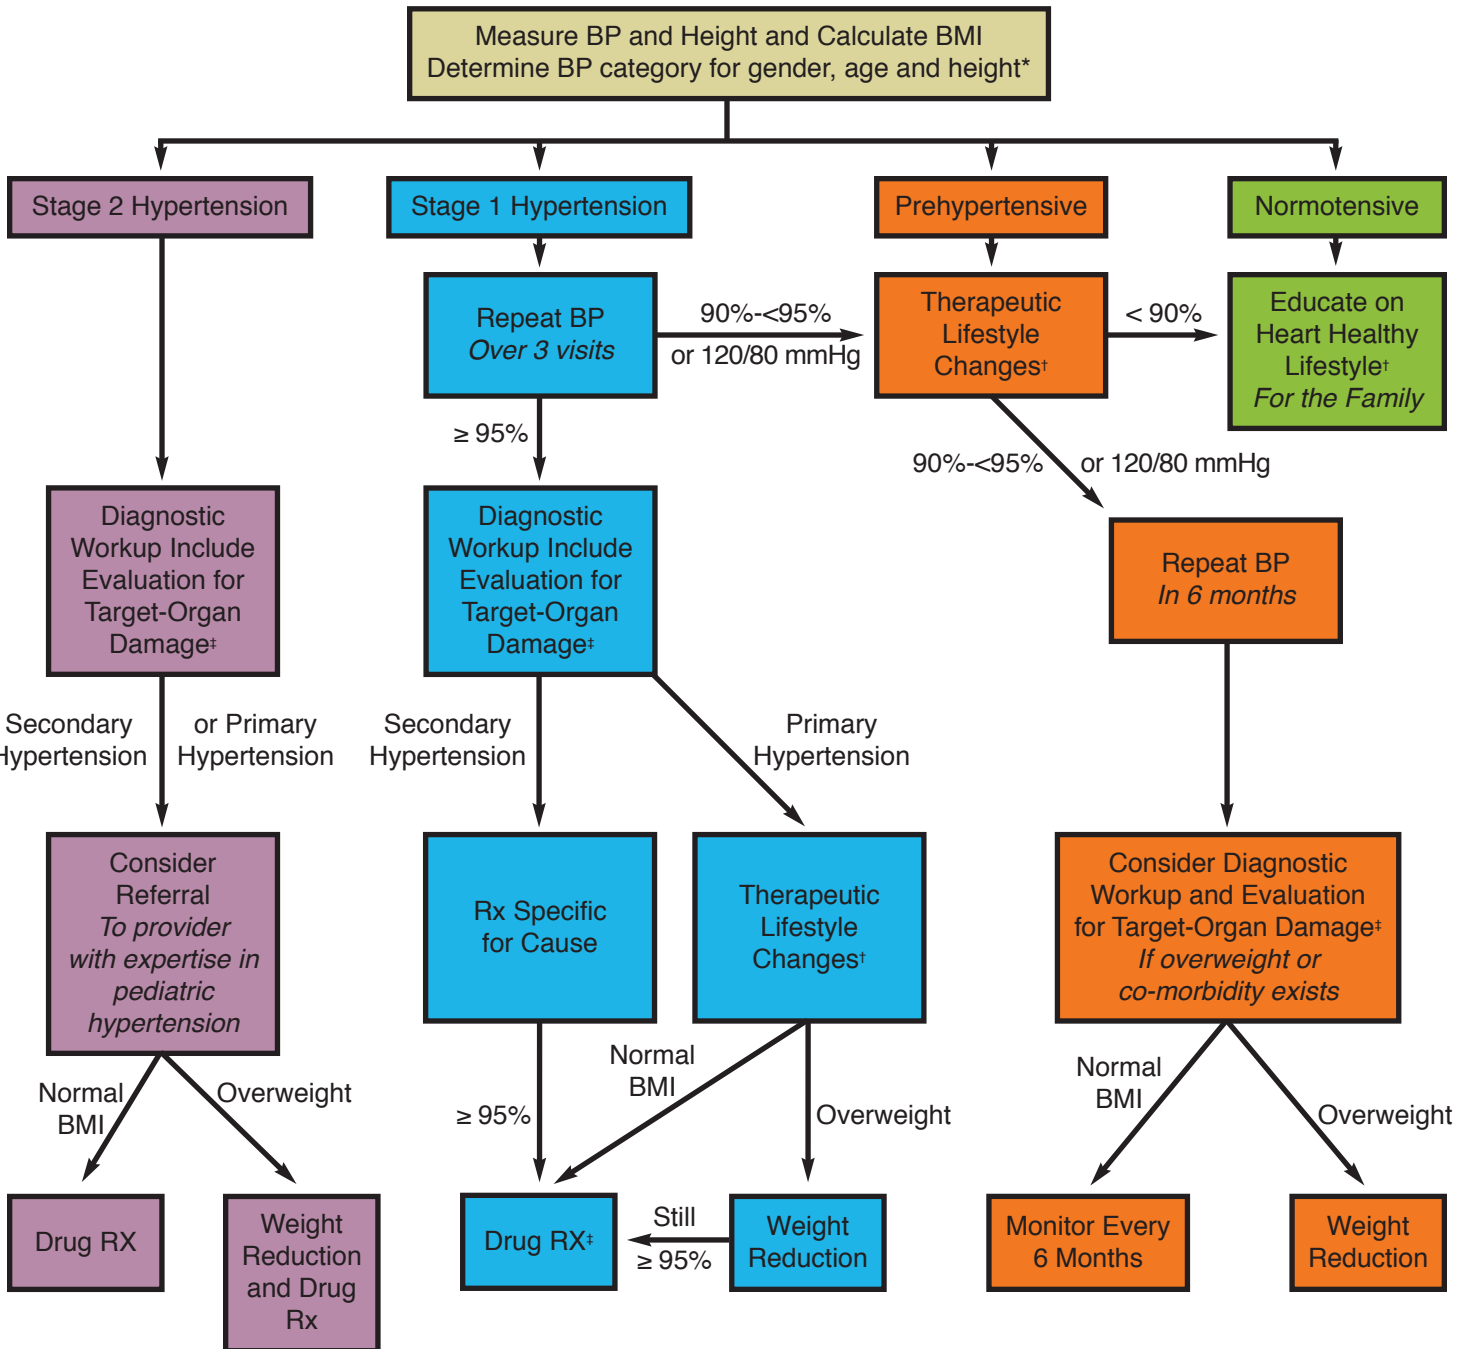 Measure BP and Height and Calculate BMI
Determine BP category for gender, age and height*
Stage 2 Hypertension
Stage 1 Hypertension
Prehypertensive
Normotensive
Repeat BP
Over 3 visits
90%-<95%
or 120/80 mmHg
Therapeutic
Lifestyle
Changes†
< 90%
Educate on
Heart Healthy
Lifestyle†
For the Family
≥ 95%
90%-<95%
or 120/80 mmHg
Diagnostic
Workup Include
Evaluation for
Target-Organ
Damage‡
Diagnostic
Workup Include
Evaluation for
Target-Organ
Damage‡
Repeat BP
In 6 months
Secondary
Hypertension
or Primary
Hypertension
Secondary
Hypertension
Primary
Hypertension
Consider
Referral
To provider
with expertise in
pediatric
hypertension
Rx Specific
for Cause
Therapeutic
Lifestyle
Changes†
Consider Diagnostic
Workup and Evaluation
for Target-Organ Damage‡
If overweight or
co-morbidity exists
Normal
BMI
Overweight
≥ 95%
Normal
BMI
Overweight
Normal
BMI
Overweight
Drug RX
Weight
Reduction
and Drug
Rx
Drug RX‡
Still
≥ 95%
Weight
Reduction
Monitor Every
6 Months
Weight
Reduction